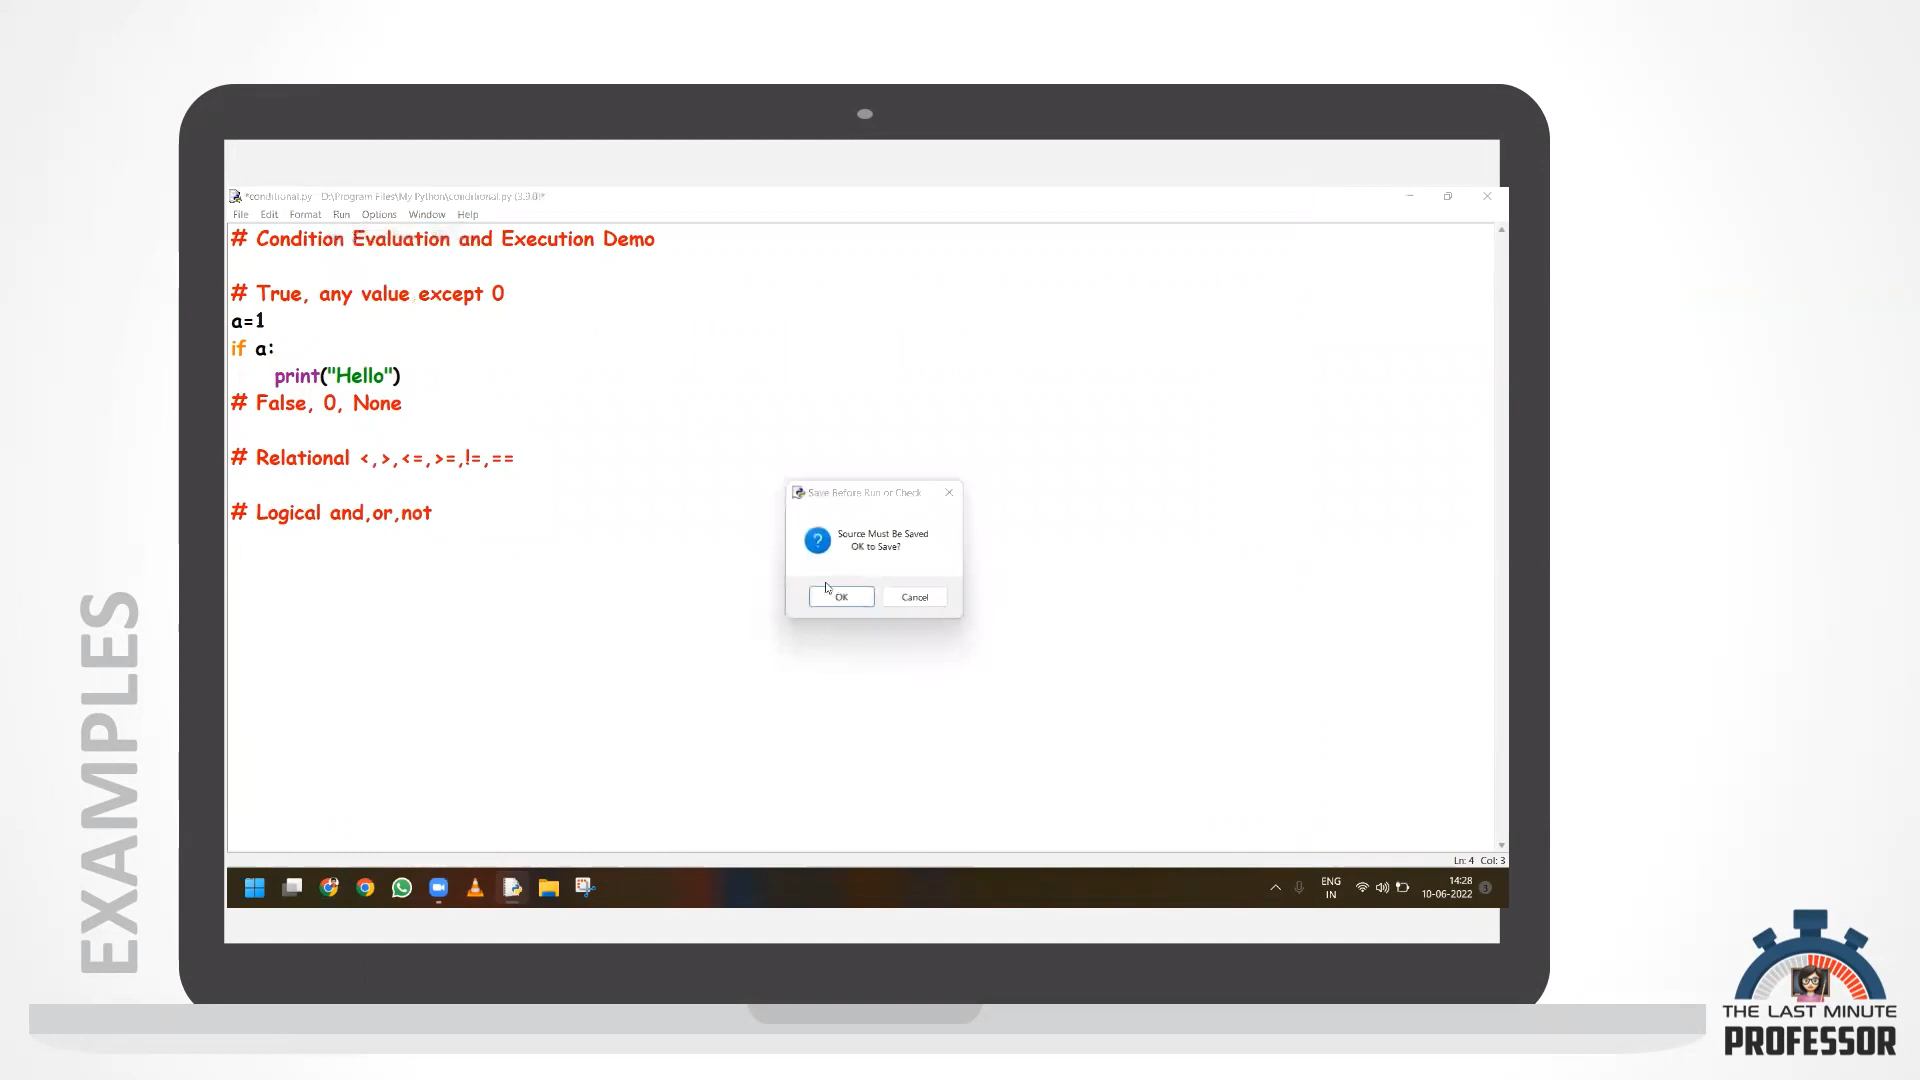 *conditional.py - D:\Program Files\My Python\conditional.py (3.9.0)*
File Edit Format Run Options Window Help
# Condition Evaluation and Execution Demo
# True, any value except 0
a=1
if a:
print("Hello")
# False, 0, None
# Relational <,>,<=,>=,!=,==
# Logical and,or,not
Save Before Run or Check
Source Must Be Saved
OK to Save?
OK Cancel
Ln: 4 Col: 3
ENG
IN
14:28
10-06-2022
3
EXAMPLES
THE LAST MINUTE
PROFESSOR